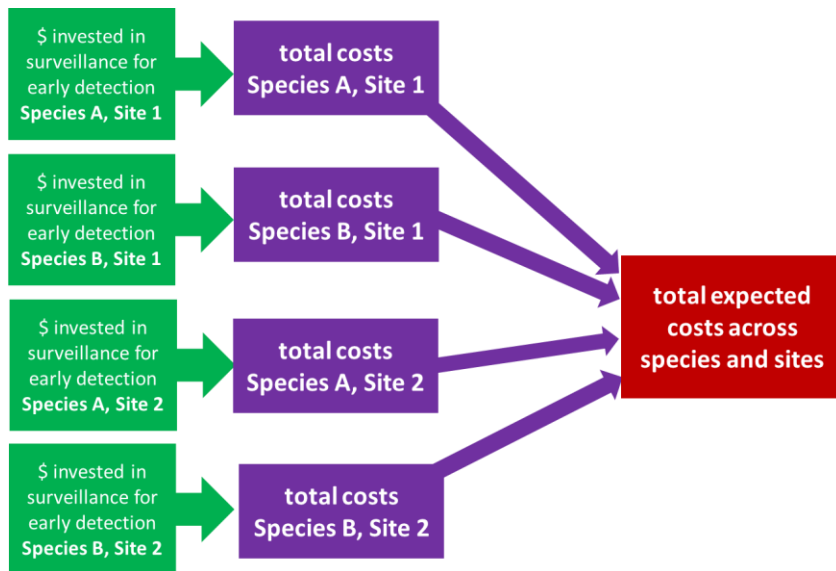 $ invested in
surveillance for
early detection
Species A, Site 1
total costs
Species A, Site 1
$ invested in
surveillance for
early detection
Species B, Site 1
total costs
Species B, Site 1
total expected
costs across
species and sites
$ invested in
surveillance for
early detection
Species A, Site 2
total costs
Species A, Site 2
$ invested in
surveillance for
early detection
Species B, Site 2
total costs
Species B, Site 2